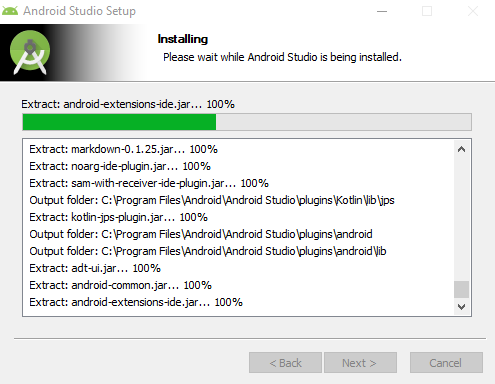 Android Studio Setup
Installing
Please wait while Android Studio is being installed.
Extract: android-extensions-ide.jar... 100%
Extract: markdown-0.1.25.jar... 100%
Extract: noarg-ide-plugin.jar... 100%
Extract: sam-with-receiver-ide-plugin.jar... 100%
Output folder: C:\Program Files\Android\Android Studio\plugins\Kotlin\lib\jps
Extract: kotlin-jps-plugin.jar... 100%
Output folder: C:\Program Files\Android\Android Studio\plugins\android
Output folder: C:\Program Files\Android\Android Studio\plugins\android\lib
Extract: adt-ui.jar... 100%
Extract: android-common.jar... 100%
Extract: android-extensions-ide.jar... 100%
< Back Next > Cancel